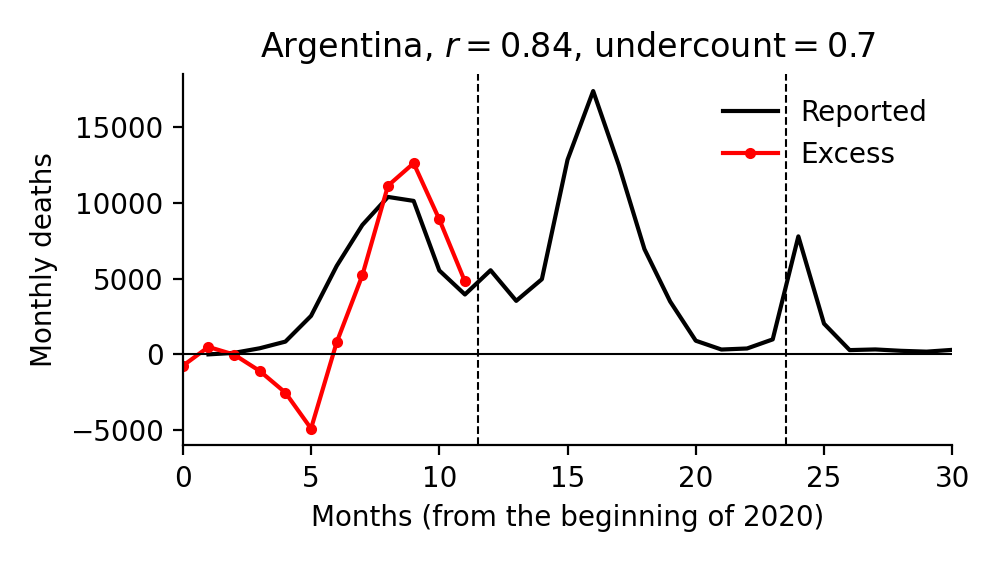 Argentina, r = 0.84, undercount = 0.7
Reported
Excess
Monthly deaths
15000
10000
5000
0
−5000
0 5 10 15 20 25 30
Months (from the beginning of 2020)